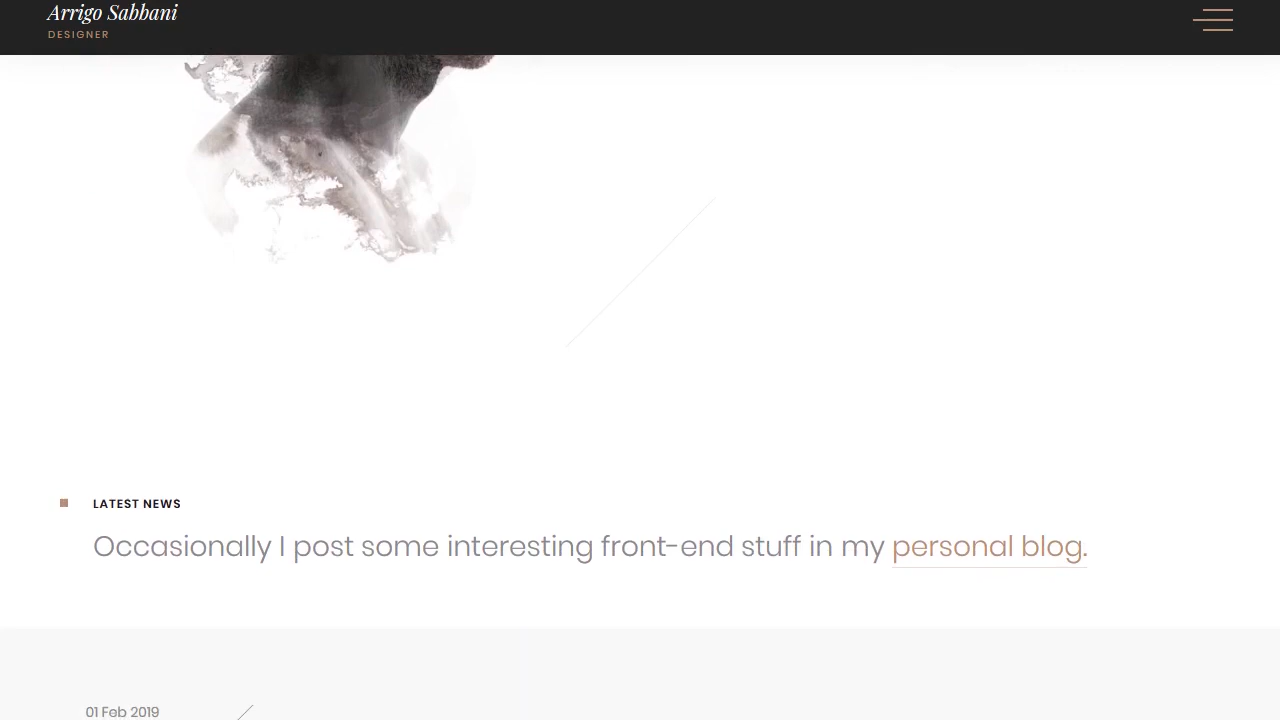 Arrigo Sabbani
DESIGNER
LATEST NEWS
Occasionally I post some interesting front-end stuff in my personal blog.
01 Feb 2019